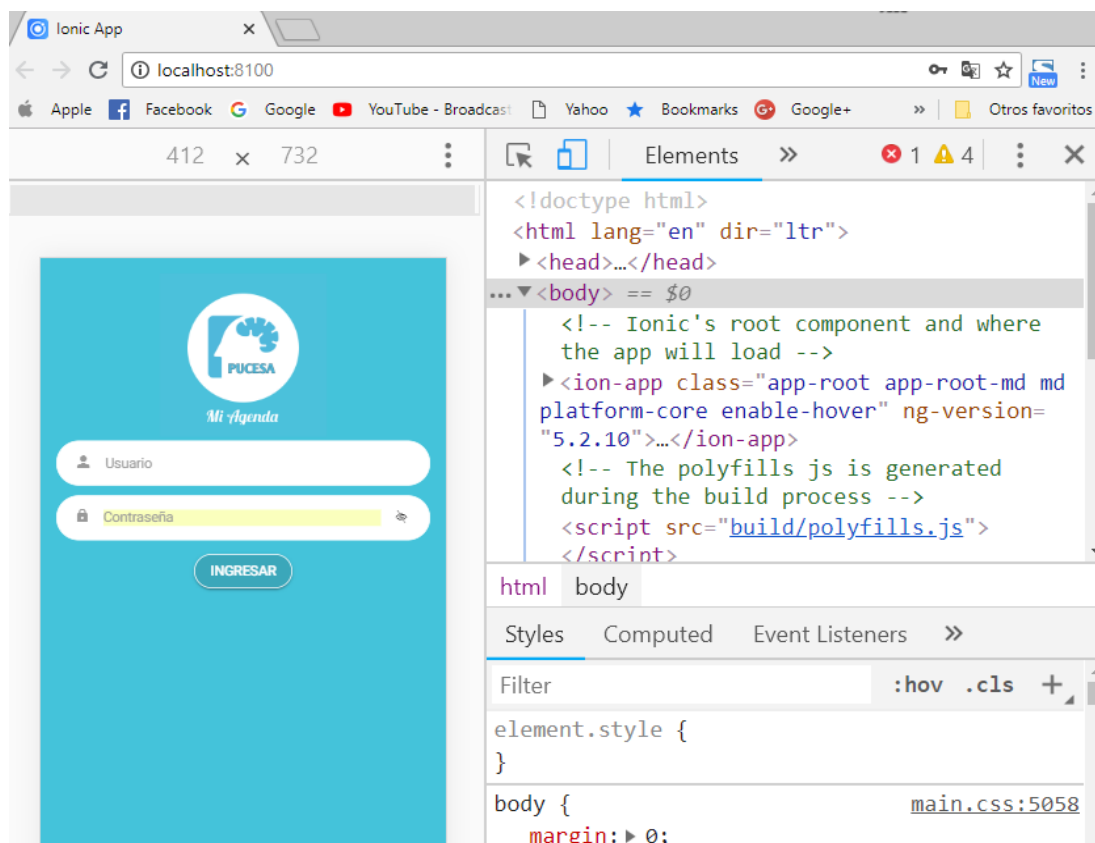 Ionic App
localhost:8100
New
Apple Facebook Google YouTube - Broadcast Yahoo Bookmarks Google+ » Otros favoritos
412 x 732
Elements » 1 4
<!doctype html>
<html lang="en" dir="ltr">
<head>…</head>
... <body> == $0
<!-- Ionic's root component and where
the app will load -->
<ion-app class="app-root app-root-md md
platform-core enable-hover" ng-version=
"5.2.10">…</ion-app>
<!-- The polyfills js is generated
during the build process -->
<script src="build/polyfills.js">
</script>
html body
Styles Computed Event Listeners »
Filter :hov .cls +
element.style {
}
body { main.css:5058
margin: 0;
PUCESA
Mi Agenda
Usuario
Contraseña
INGRESAR